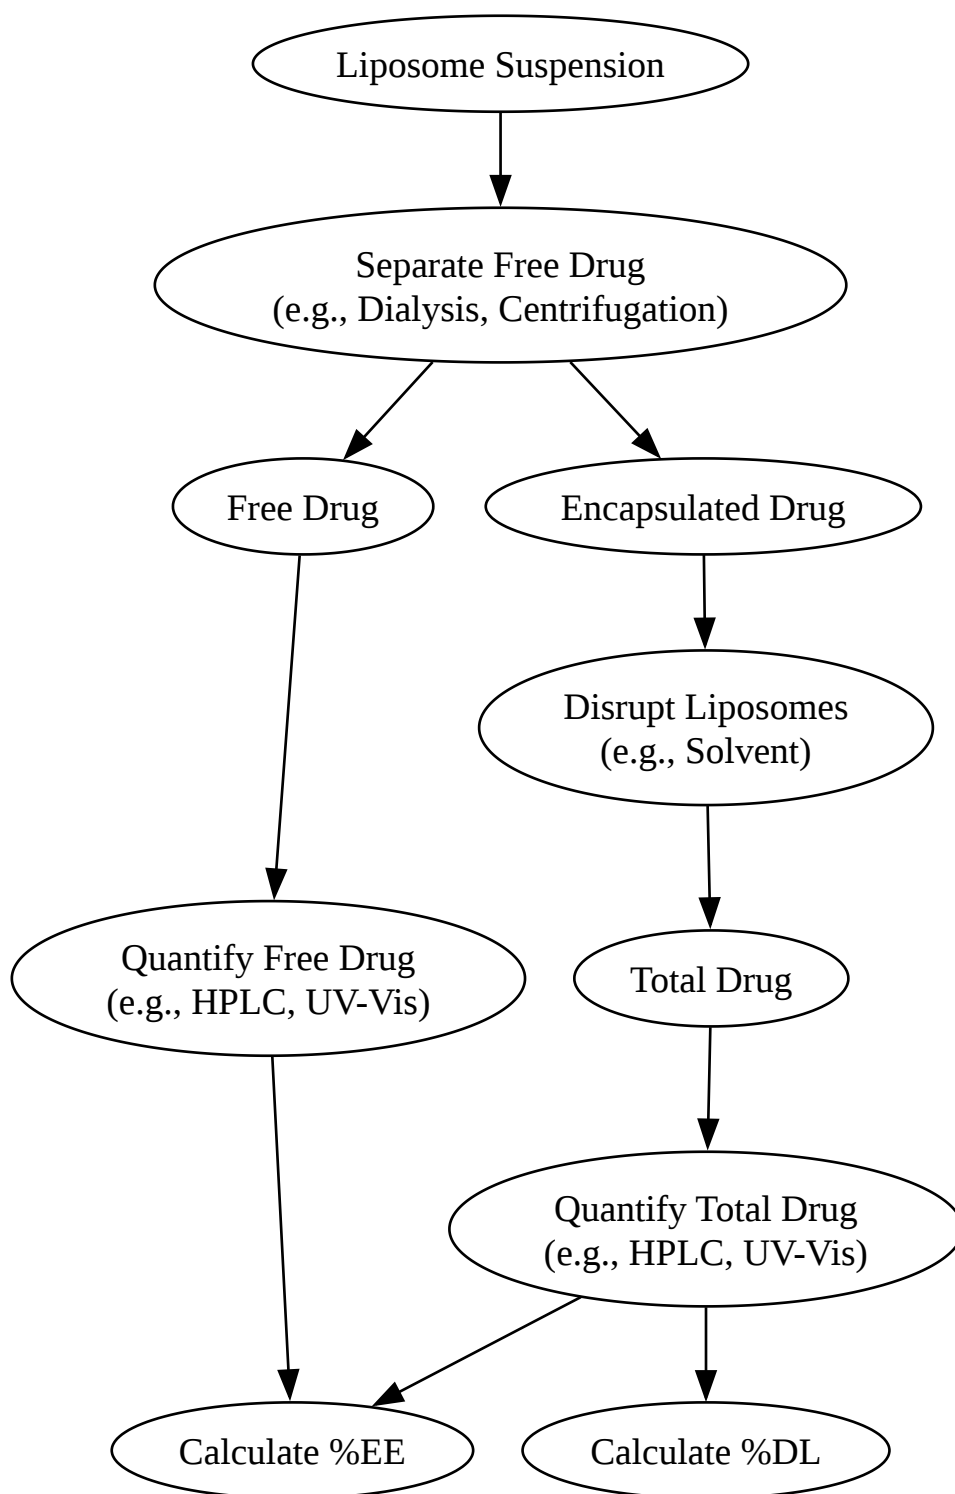 Liposome Suspension
Separate Free Drug
(e.g., Dialysis, Centrifugation)
Free Drug
Encapsulated Drug
Disrupt Liposomes
(e.g., Solvent)
Quantify Free Drug
(e.g., HPLC, UV-Vis)
Total Drug
Quantify Total Drug
(e.g., HPLC, UV-Vis)
Calculate %EE
Calculate %DL